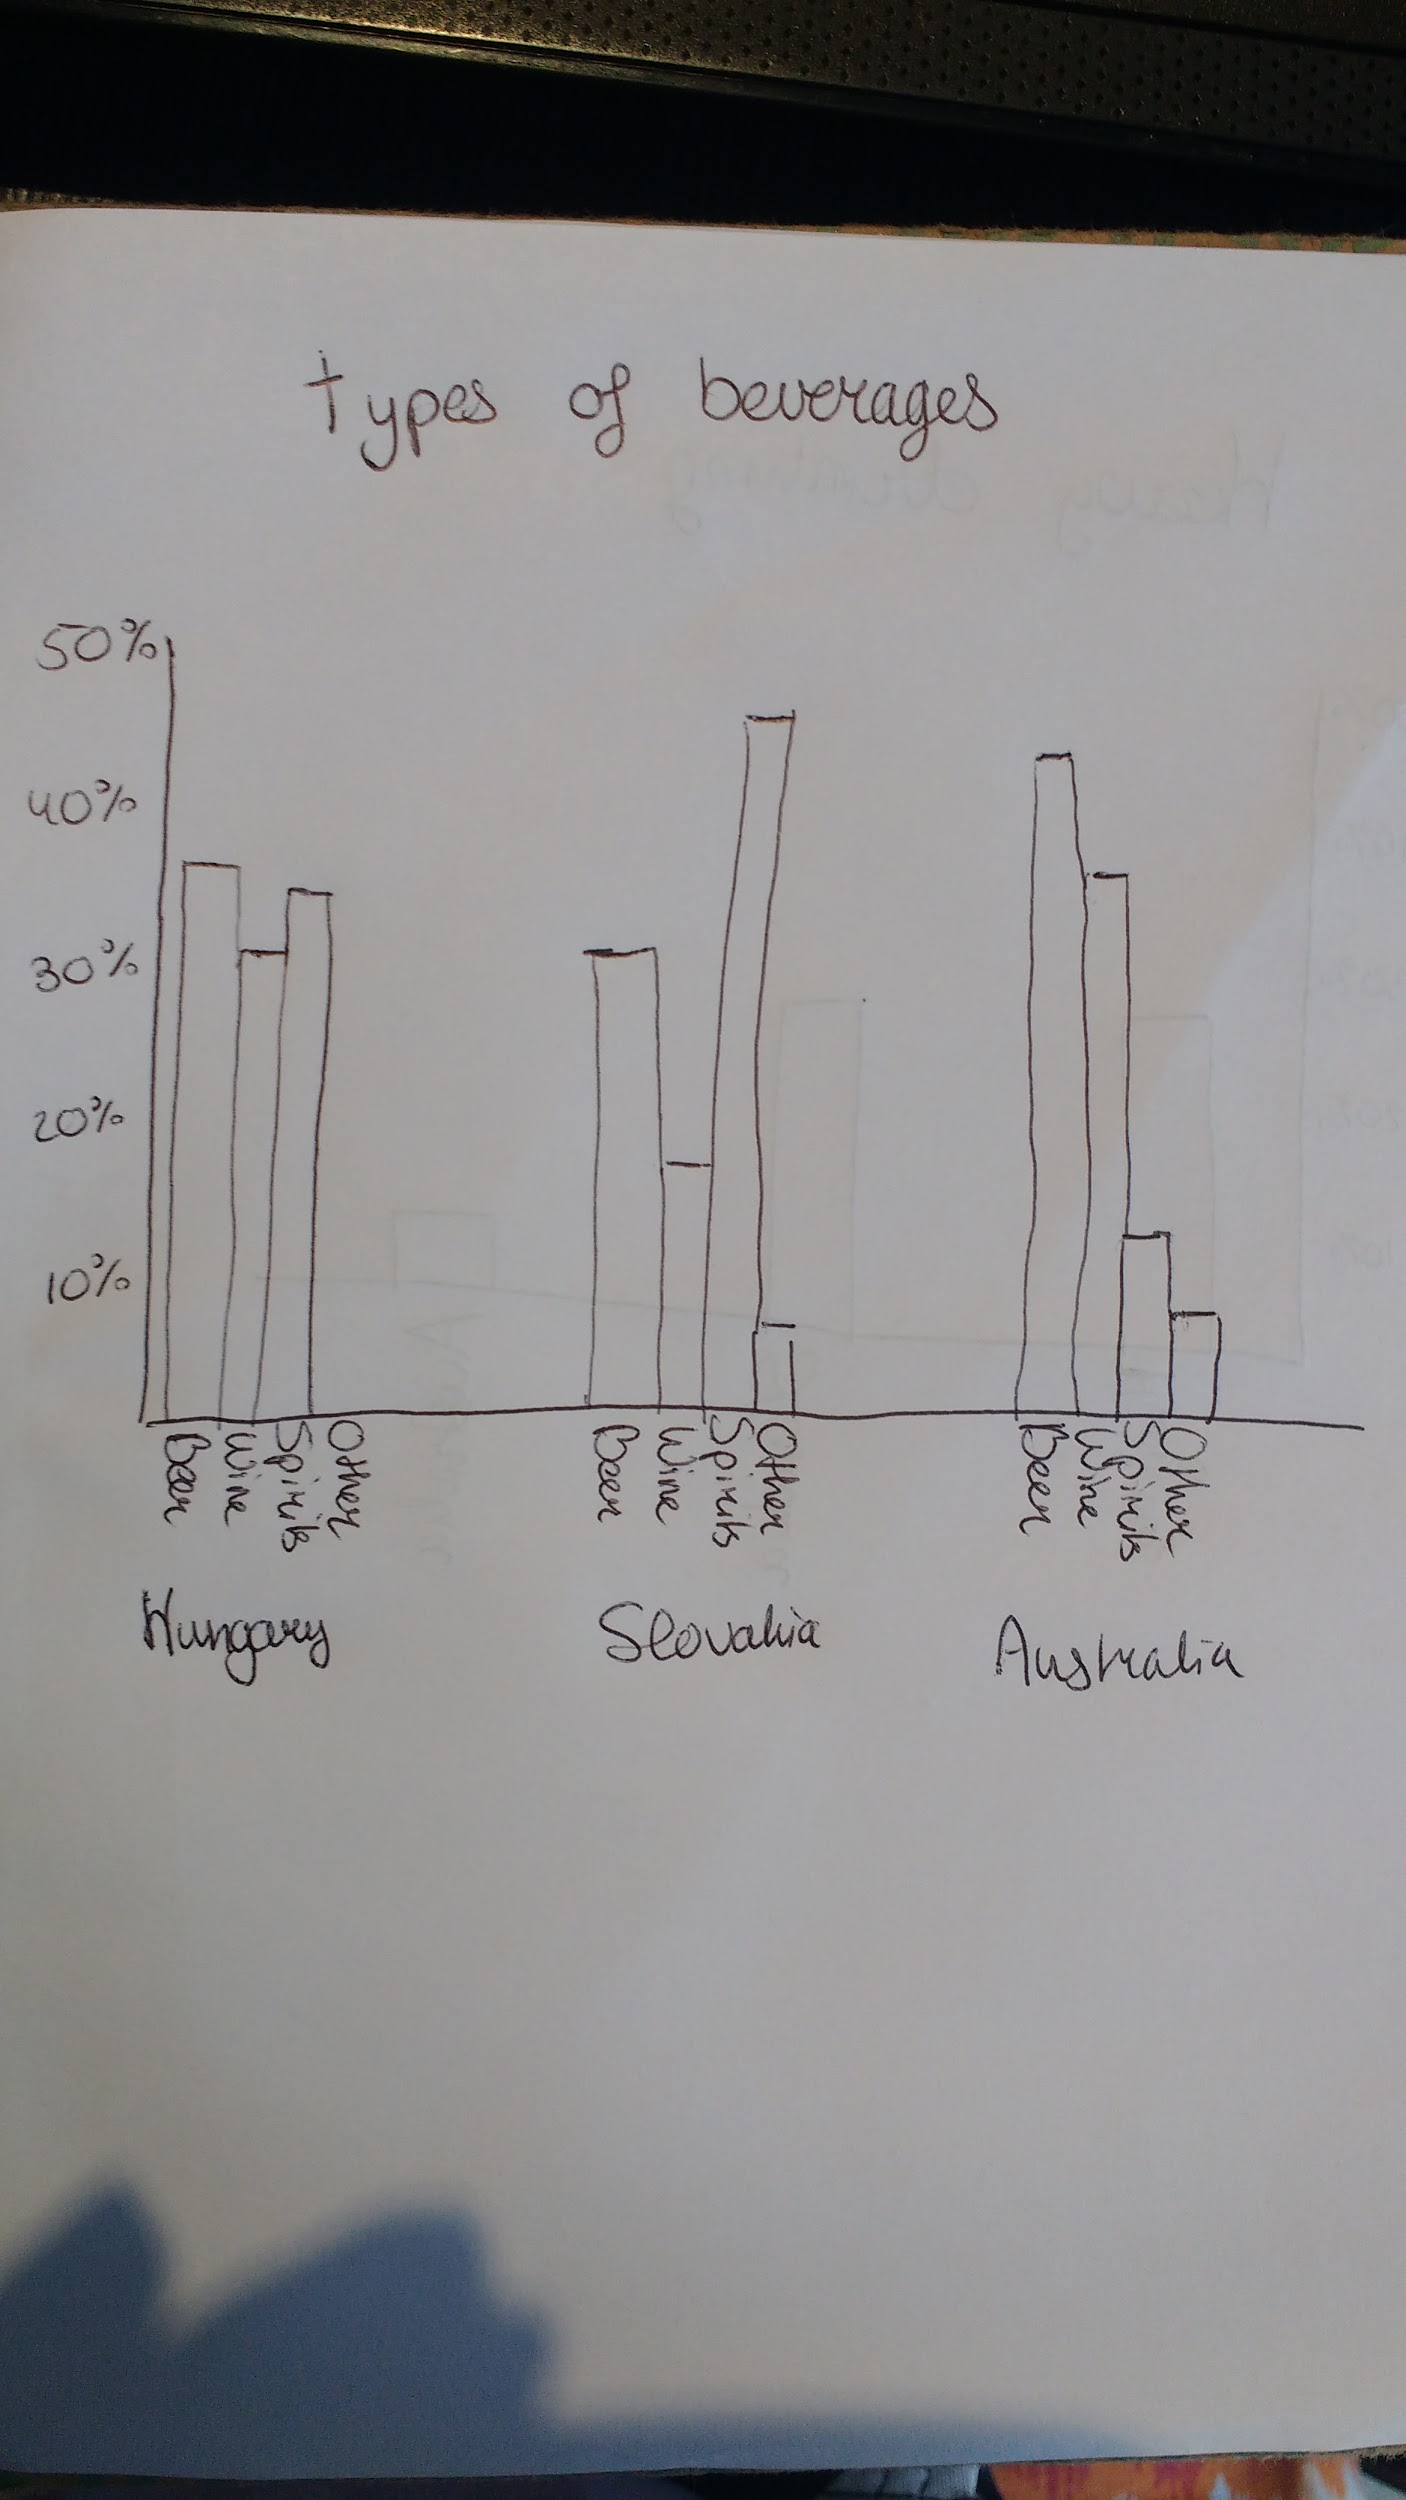 types of beverages
50%
40%
30%
20%
10%
Beer Wine Spirits Other Beer Wine Spirits Other Beer Wine Spirits Other
Hungary Slovakia Australia